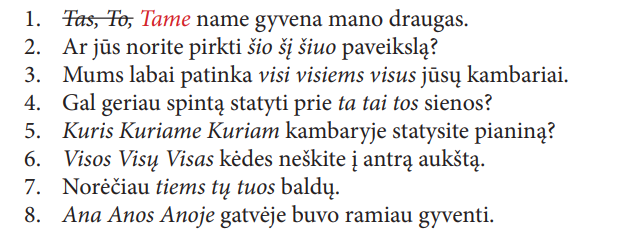 1. Tas, To, Tame name gyvena mano draugas.
2. Ar jūs norite pirkti šio šį šiuo paveikslą?
3. Mums labai patinka visi visiems visus jūsų kambariai.
4. Gal geriau spintą statyti prie ta tai tos sienos?
5. Kuris Kuriame Kuriam kambaryje statysite pianiną?
6. Visos Visų Visas kėdes neškite į antrą aukštą.
7. Norėčiau tiems tų tuos baldų.
8. Ana Anos Anoje gatvėje buvo ramiau gyventi.